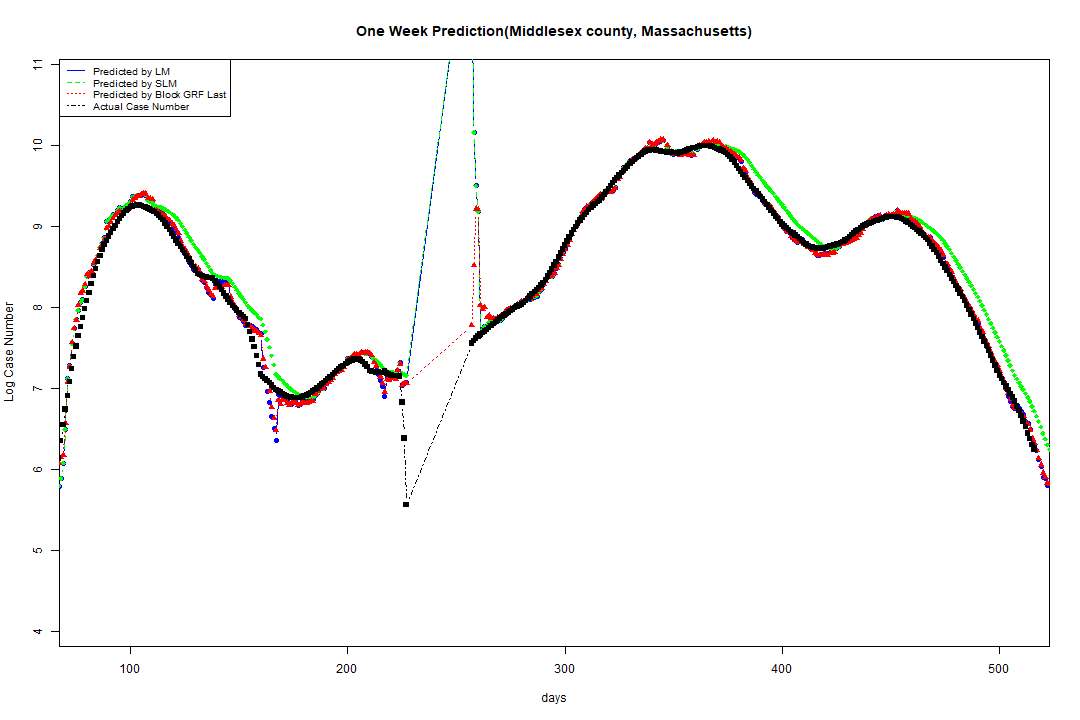 One Week Prediction(Middlesex county, Massachusetts)
Predicted by LM
Predicted by SLM
Predicted by Block GRF Last
Actual Case Number
11
10
9
8
7
6
5
4
Log Case Number
100 200 300 400 500
days